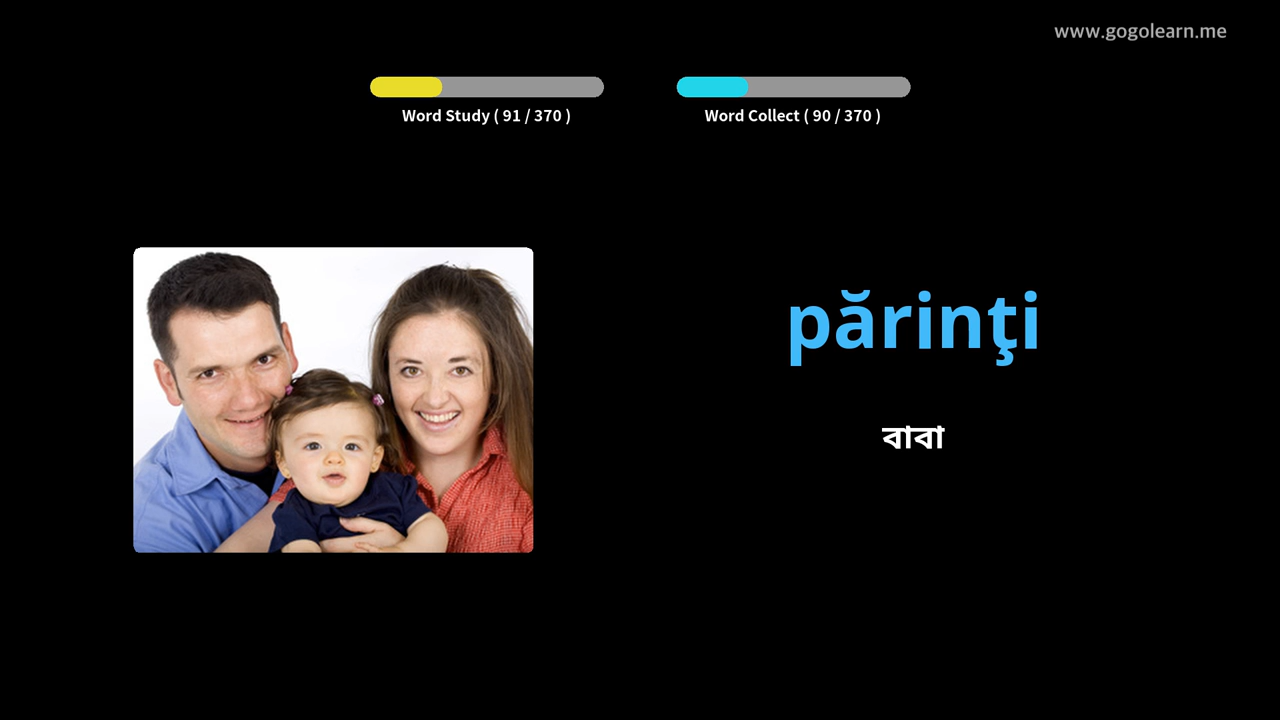 www.gogolearn.me
Word Study ( 91 / 370 )
Word Collect ( 90 / 370 )
părinţi
বাবা